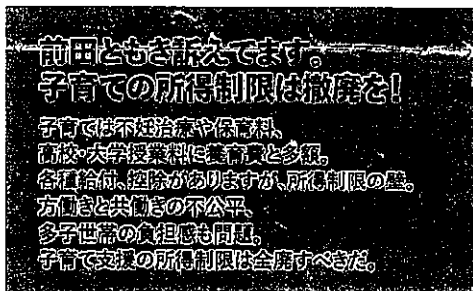 前田ともき訴えてます。
子育ての所得制限は撤廃を！
子育ては不妊治療や保育料、
高校・大学授業料に養育費と多額。
各種給付、控除がありますが、所得制限の壁。
方働きと共働きの不公平、
多子世帯の負担感も問題。
子育て支援の所得制限は全廃すべきだ。